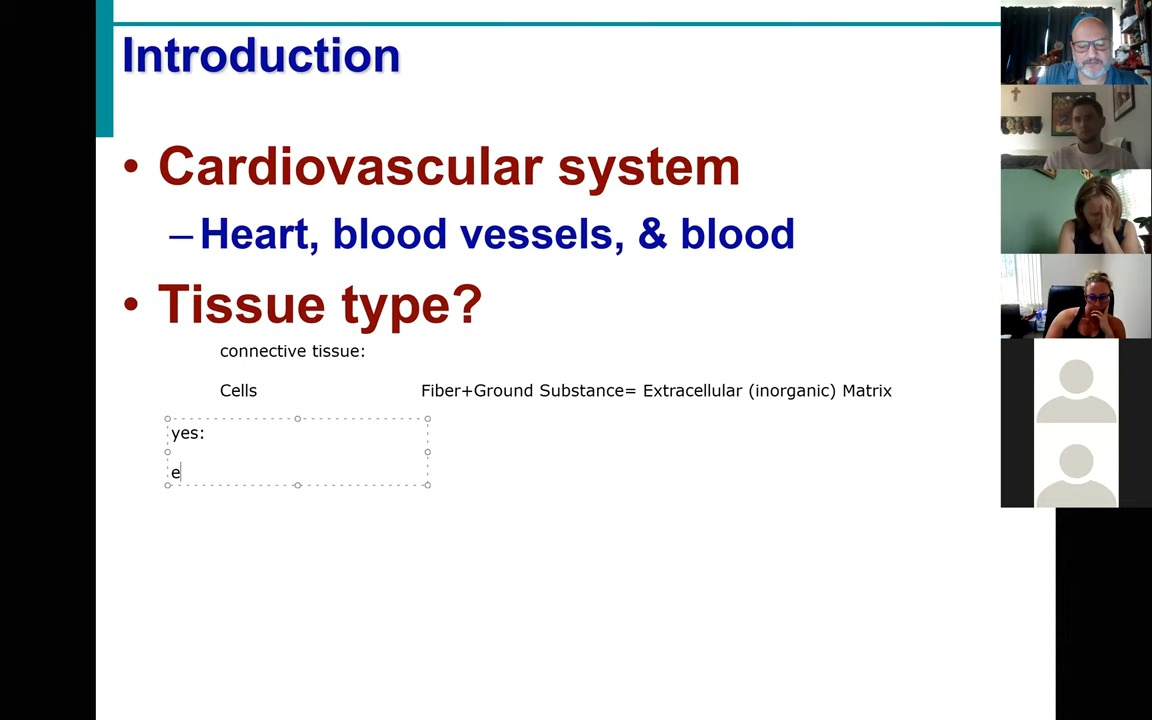 Introduction
• Cardiovascular system
– Heart, blood vessels, & blood
• Tissue type?
connective tissue:
Cells Fiber+Ground Substance= Extracellular (inorganic) Matrix
yes:
e